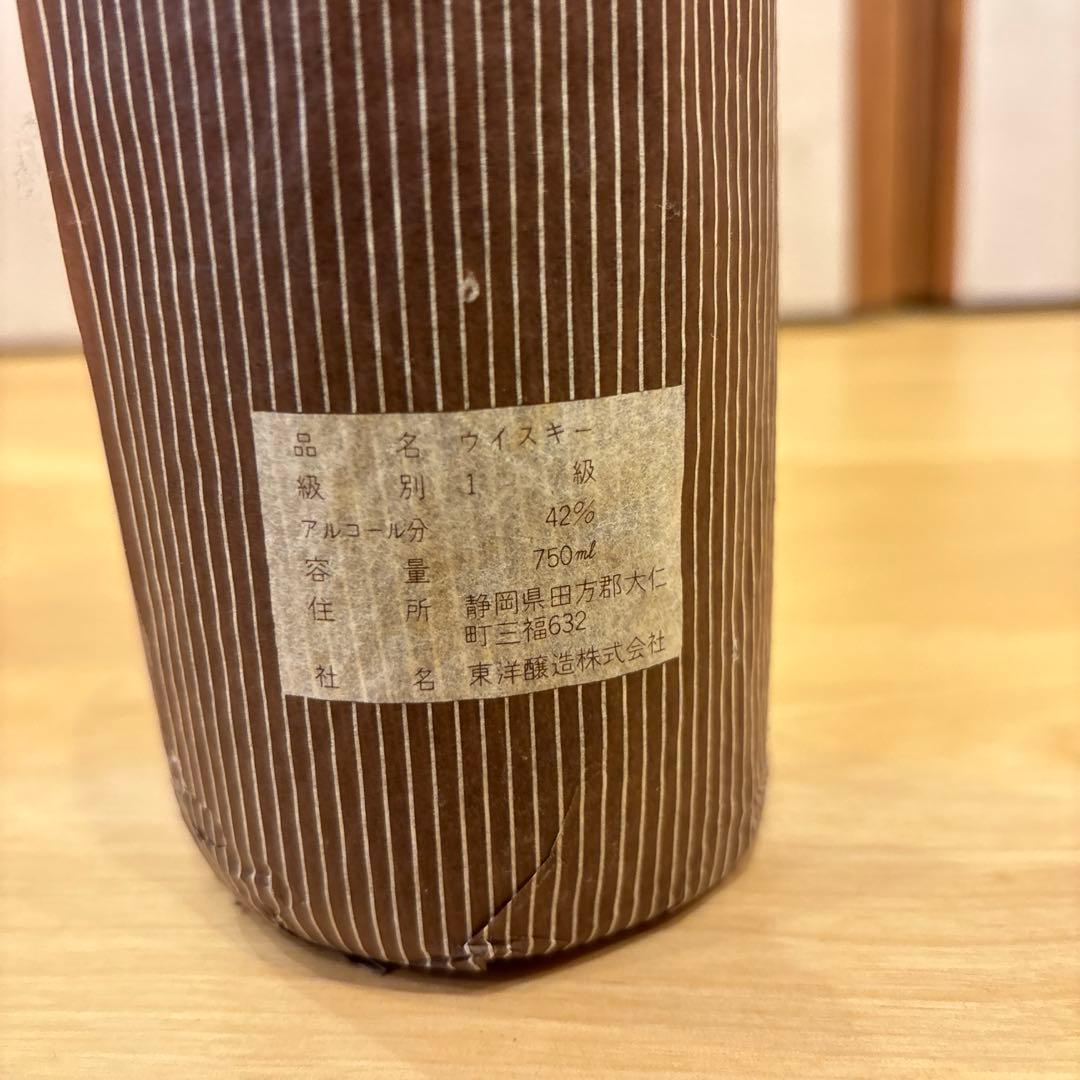 品名 ウイスキー
級別 1級
アルコール分 42%
容量 750ml
住所 静岡県田方郡大仁
町三福632
社名 東洋醸造株式会社